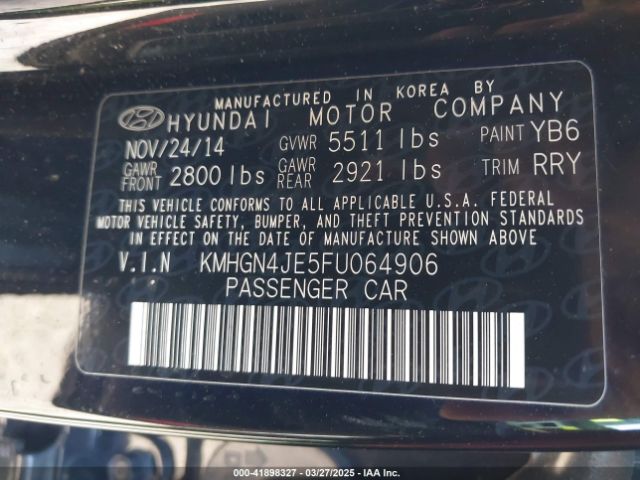 MANUFACTURED IN KOREA BY
HYUNDAI MOTOR COMPANY
NOV/24/14 GVWR 5511 lbs PAINT YB6
GAWR FRONT 2800 lbs GAWR REAR 2921 lbs TRIM RRY
THIS VEHICLE CONFORMS TO ALL APPLICABLE U.S.A. FEDERAL
MOTOR VEHICLE SAFETY, BUMPER, AND THEFT PREVENTION STANDARDS
IN EFFECT ON THE DATE OF MANUFACTURE SHOWN ABOVE.
V.I.N KMHGN4JE5FU064906
PASSENGER CAR
000-41898327 | 03/27/2025 | IAA Inc.